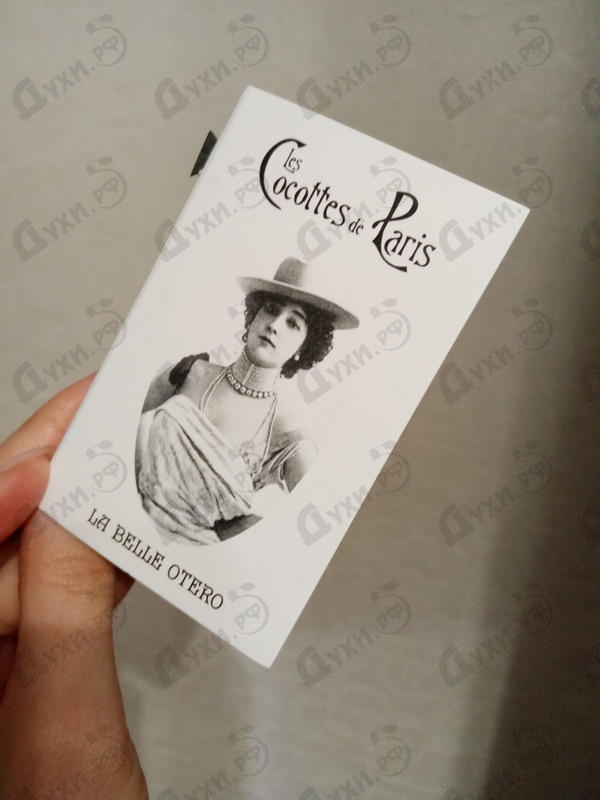 Les
Cocottes de Paris
LA BELLE OTERO
Духи.РФ